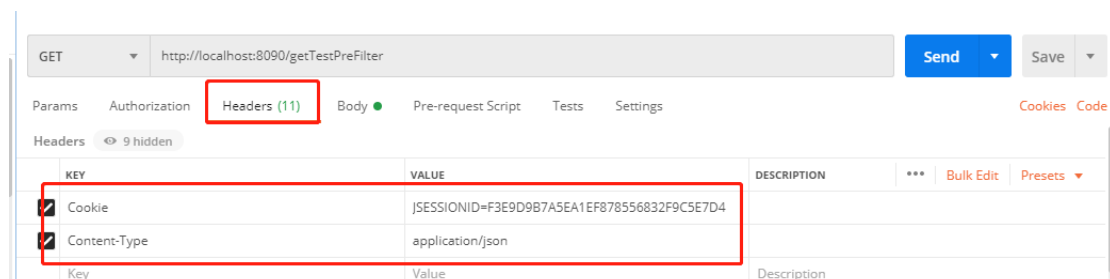 GET http://localhost:8090/getTestPreFilter Send Save
Params Authorization Headers (11) Body Pre-request Script Tests Settings Cookies Code
Headers 9 hidden
KEY VALUE DESCRIPTION ••• Bulk Edit Presets
Cookie JSESSIONID=F3E9D9B7A5EA1EF878556832F9C5E7D4
Content-Type application/json
Key Value Description